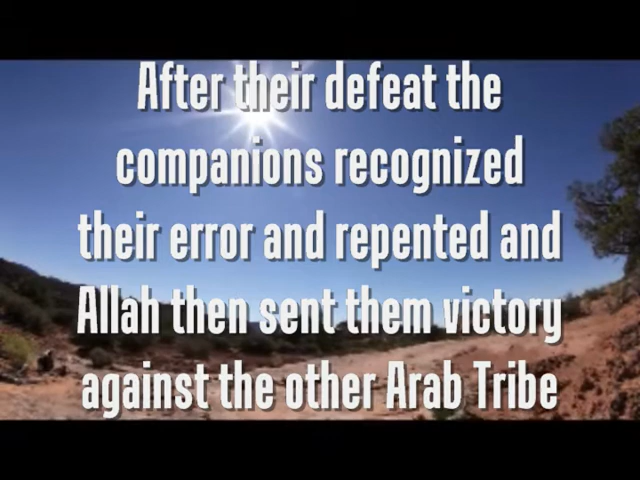 After their defeat the
companions recognized
their error and repented and
Allah then sent them victory
against the other Arab Tribe